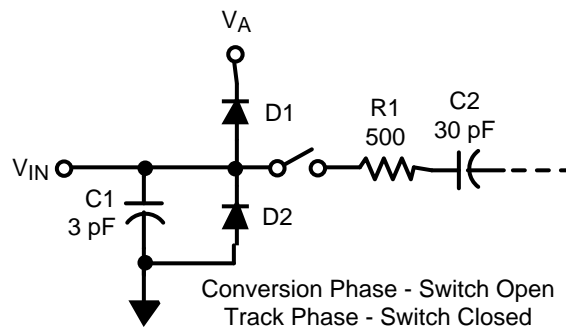 VA
D1
R1
500
C2
30 pF
VIN
C1
3 pF
D2
Conversion Phase - Switch Open
Track Phase - Switch Closed